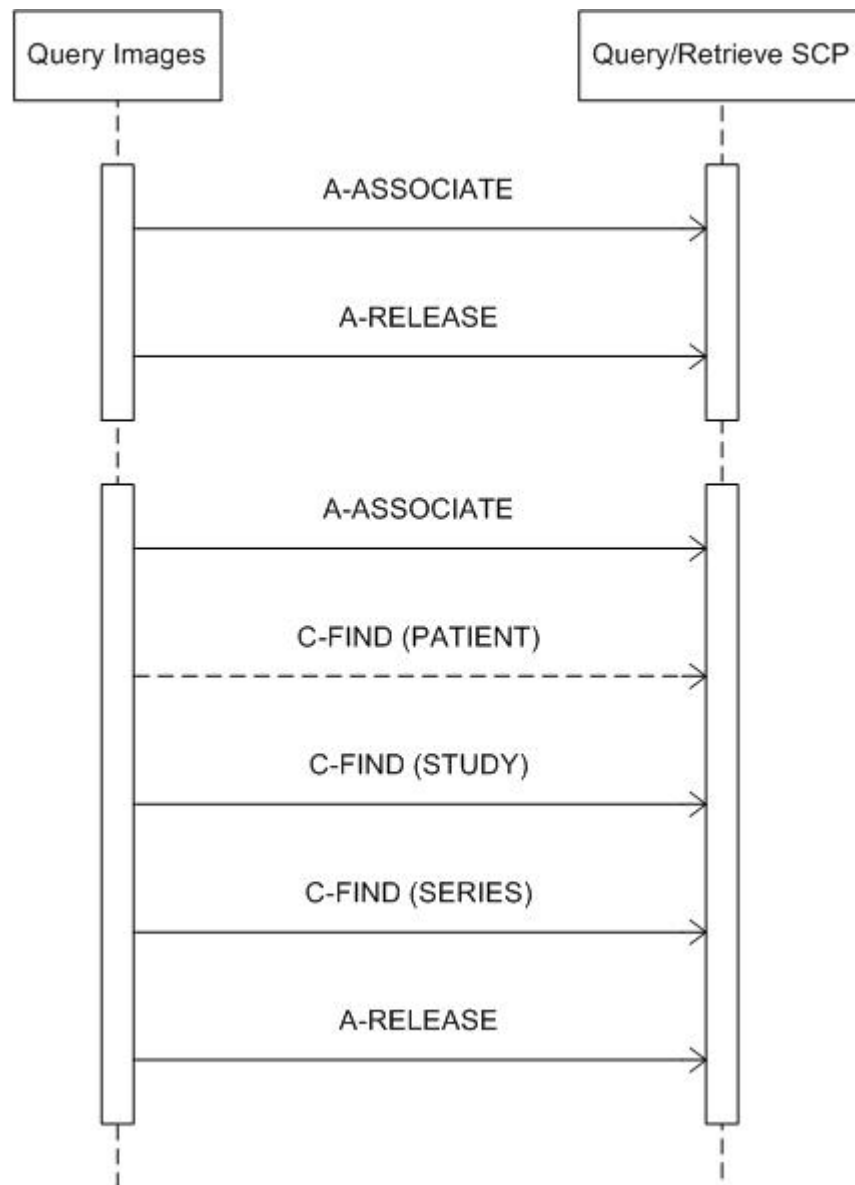 Query Images
Query/Retrieve SCP
A-ASSOCIATE
A-RELEASE
A-ASSOCIATE
C-FIND (PATIENT)
C-FIND (STUDY)
C-FIND (SERIES)
A-RELEASE